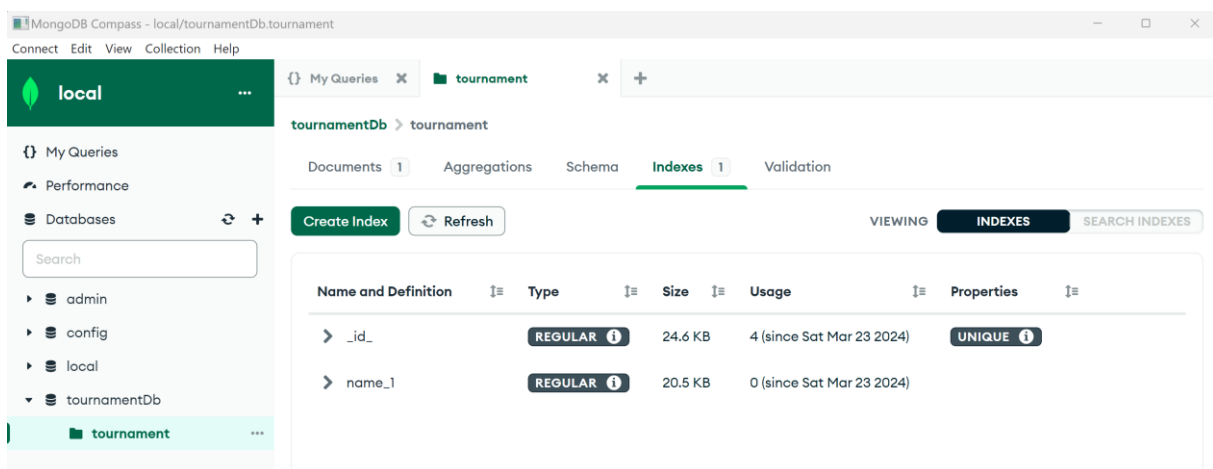 MongoDB Compass - local/tournamentDb.tournament
Connect Edit View Collection Help
local
{} My Queries
Performance
Databases
Search
admin
config
local
tournamentDb
tournament
{} My Queries
tournament
tournamentDb > tournament
Documents 1 Aggregations Schema Indexes 1 Validation
Create Index Refresh VIEWING INDEXES SEARCH INDEXES
Name and Definition Type Size Usage Properties
_id_ REGULAR 24.6 KB 4 (since Sat Mar 23 2024) UNIQUE
name_1 REGULAR 20.5 KB 0 (since Sat Mar 23 2024)